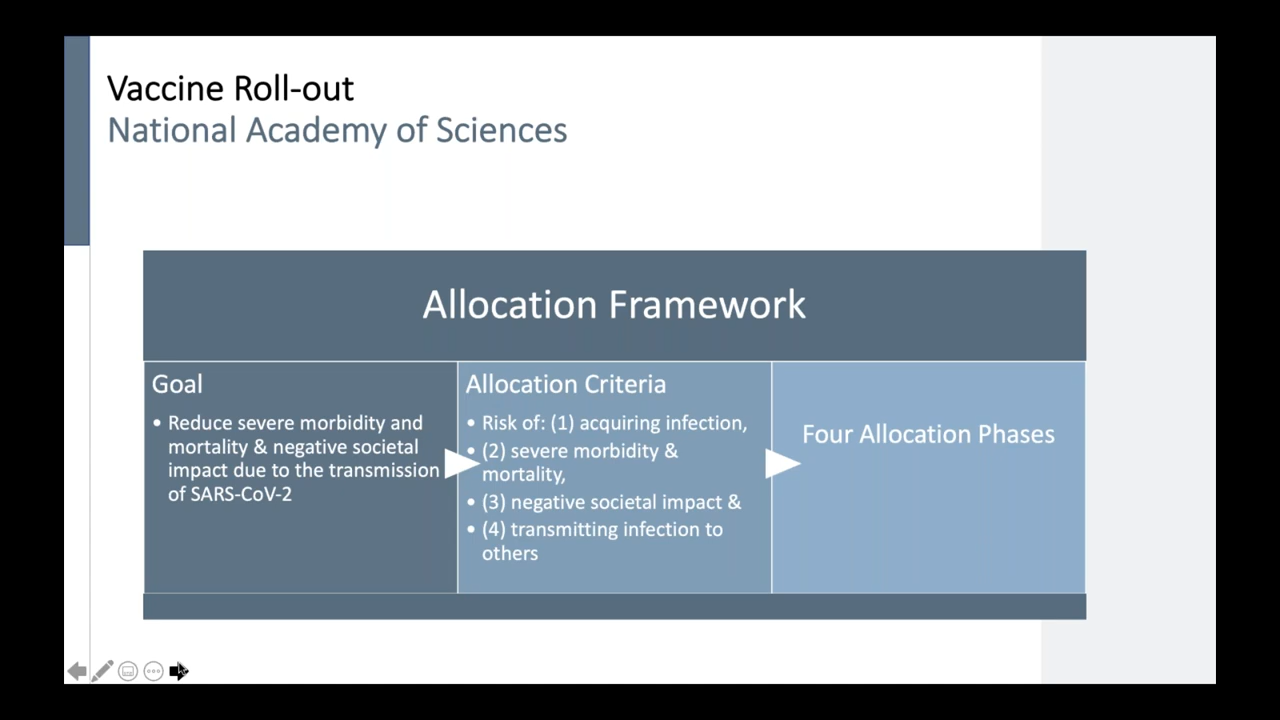 Vaccine Roll-out
National Academy of Sciences
Allocation Framework
Goal
• Reduce severe morbidity and
mortality & negative societal
impact due to the transmission
of SARS-CoV-2
Allocation Criteria
• Risk of: (1) acquiring infection,
• (2) severe morbidity &
mortality,
• (3) negative societal impact &
• (4) transmitting infection to
others
Four Allocation Phases